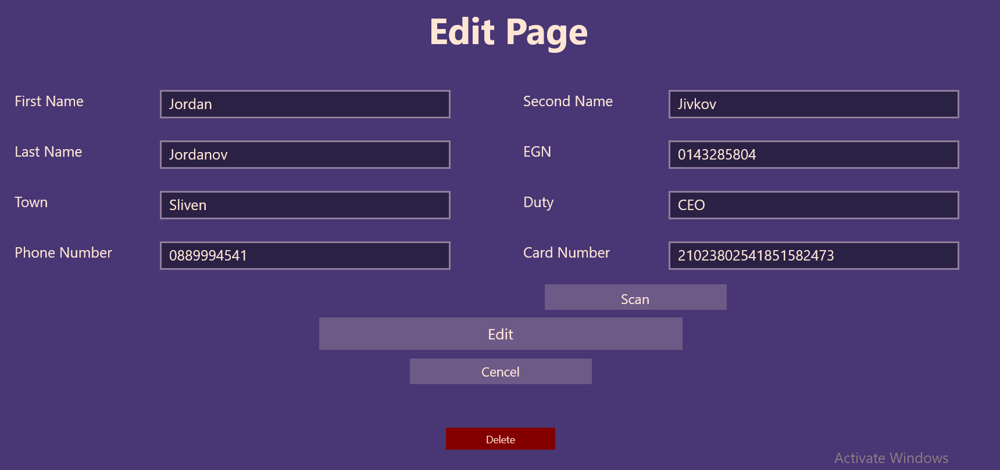 Edit Page
First Name Jordan Second Name Jivkov
Last Name Jordanov EGN 0143285804
Town Sliven Duty CEO
Phone Number 0889994541 Card Number 21023802541851582473
Scan
Edit
Cencel
Delete
Activate Windows